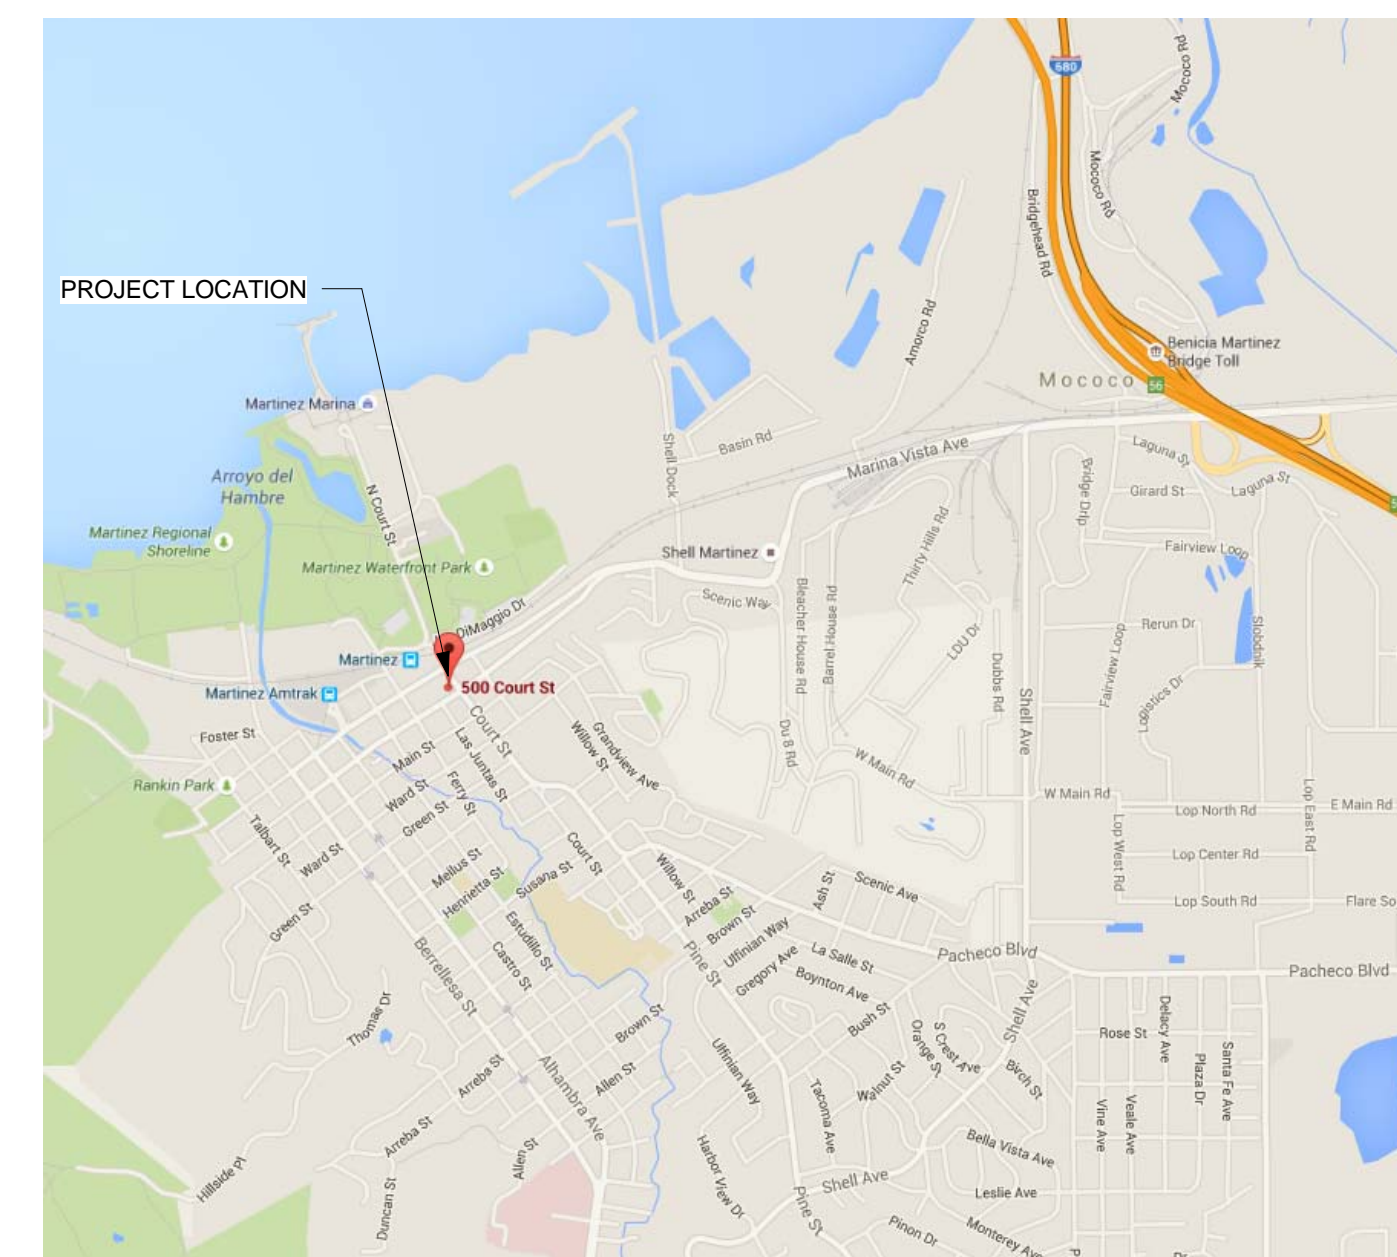 680
Mococo Rd
Mococo Rd
Bridgehead Rd
PROJECT LOCATION
Amorco Rd
Benicia Martinez
Bridge Toll
Mococo
56
Martinez Marina
Basin Rd
Shell Dock
Marina Vista Ave
Laguna St
Bridge Drip
Girard St
Laguna St
Arroyo del
Hambre
N Court St
Martinez Regional
Shoreline
Martinez Waterfront Park
Shell Martinez
Thirty Hills Rd
Fairview Loop
Scenic Way
Bleacher House Rd
Barrel House Rd
DiMaggio Dr
LDU Dr
Dubbs Rd
Fairview Loop
Rerun Dr
Slobdnik
Martinez
Martinez Amtrak
500 Court St
Logistics Dr
Shell Ave
Foster St
Court St
Las Juntas St
Main St
Willow St
Grandview Ave
Du 8 Rd
W Main Rd
W Main Rd
Rankin Park
Ward St
Ferry St
Green St
Lop North Rd
Lop East Rd
E Main Rd
Talbart St
Ward St
Court St
Lop West Rd
Lop Center Rd
Mellus St
Henrietta St
Susana St
Willow St
Arreba St
Ash St
Scenic Ave
Lop South Rd
Flare So
Green St
Estudillo St
Brown St
Ulfinian Way
Castro St
Berrellesa St
Pine St
Gregory Ave
La Salle St
Pacheco Blvd
Pacheco Blvd
Boynton Ave
Thomas Dr
Brown St
Bush St
Orange St
S Crest Ave
Shell Ave
Rose St
Delacy Ave
Santa Fe Ave
Plaza Dr
Ulfinian Way
Walnut St
Birch St
Arreba St
Alhambra Ave
Allen St
Tacoma Ave
Vine Ave
Veale Ave
Arreba St
Allen St
Harbor View Dr
Bella Vista Ave
Hillside Pl
Duncan St
Shell Ave
Leslie Ave
Pine St
Pinon Dr
Monterey Ave